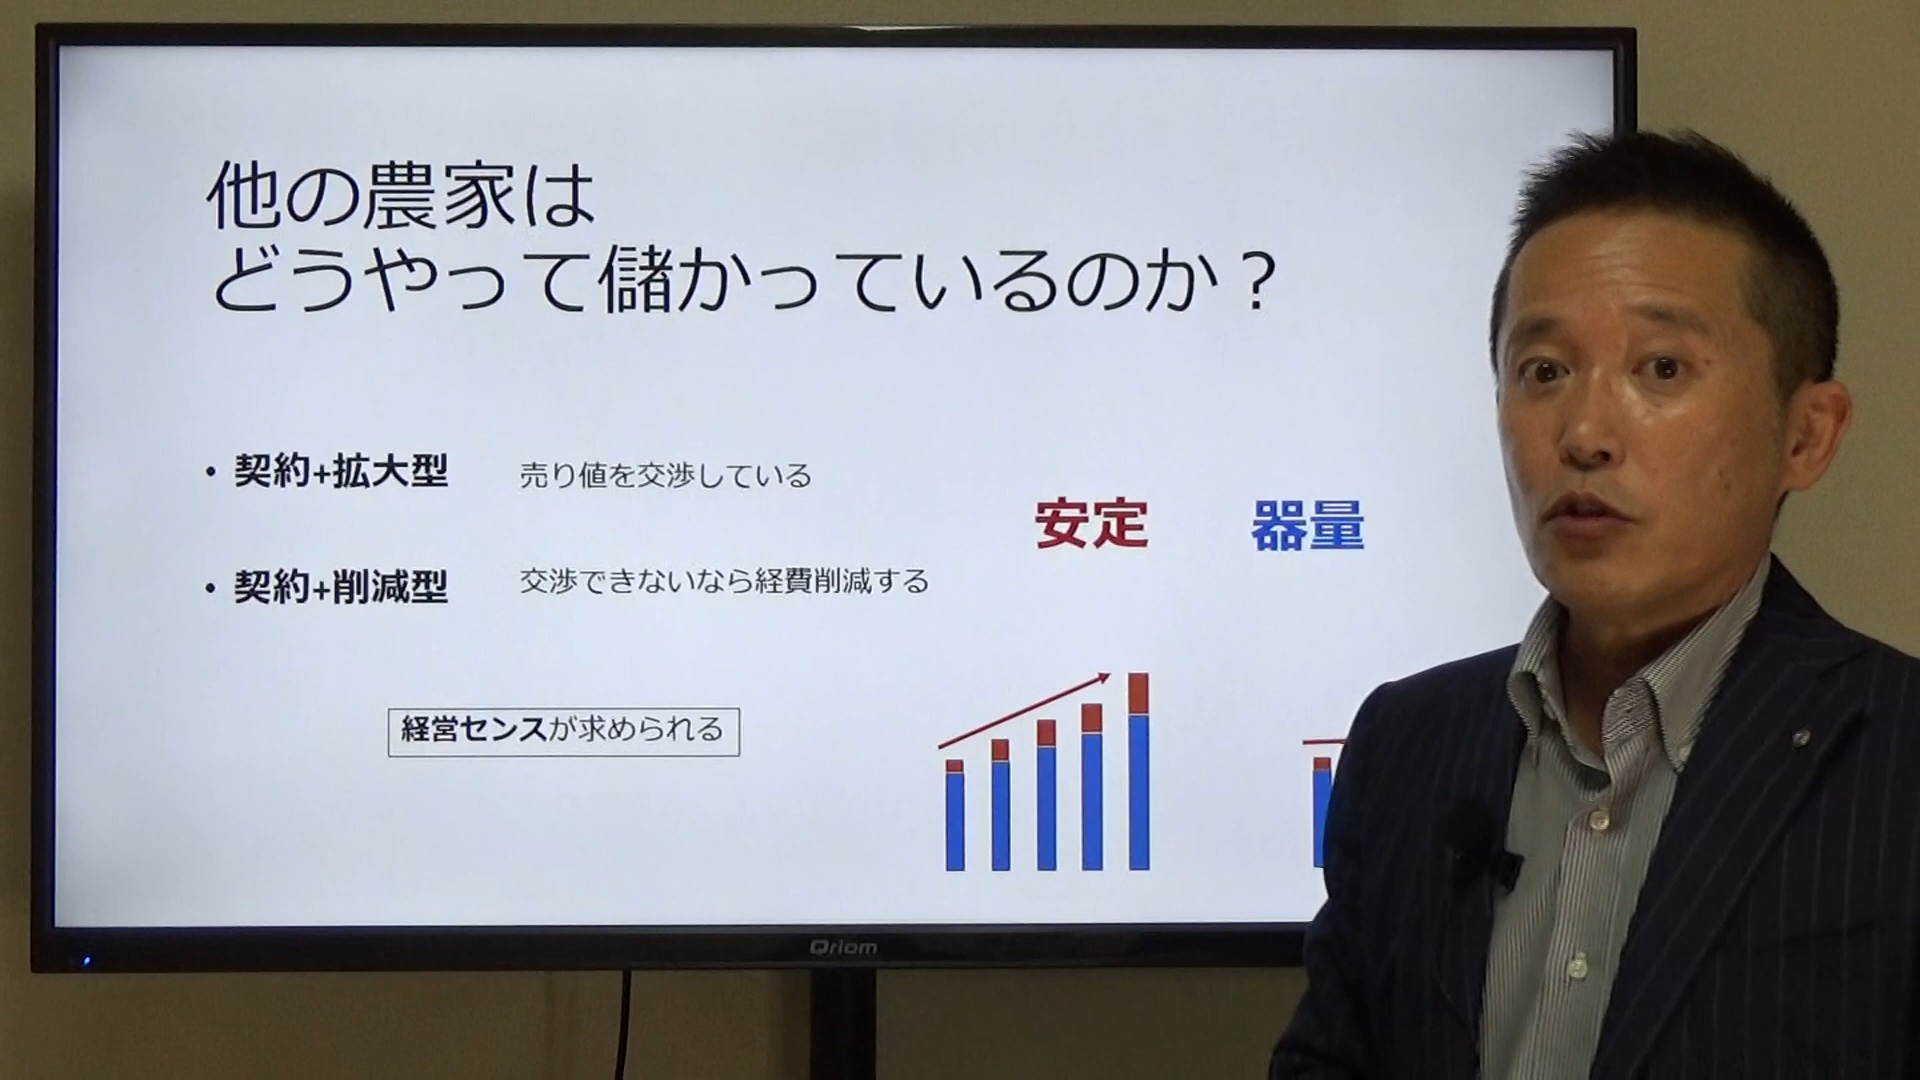 他の農家は
どうやって儲かっているのか？
• 契約+拡大型 売り値を交渉している
安定 器量
• 契約+削減型 交渉できないなら経費削減する
経営センスが求められる
Qriom